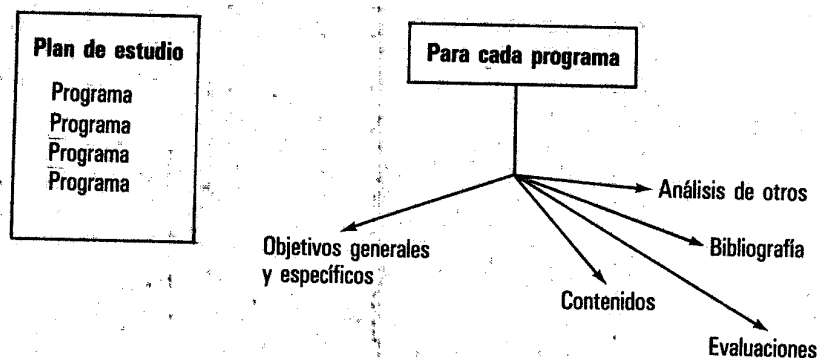 Plan de estudio
Programa
Programa
Programa
Programa
Para cada programa
Análisis de otros
Bibliografía
Objetivos generales
y específicos
Contenidos
Evaluaciones